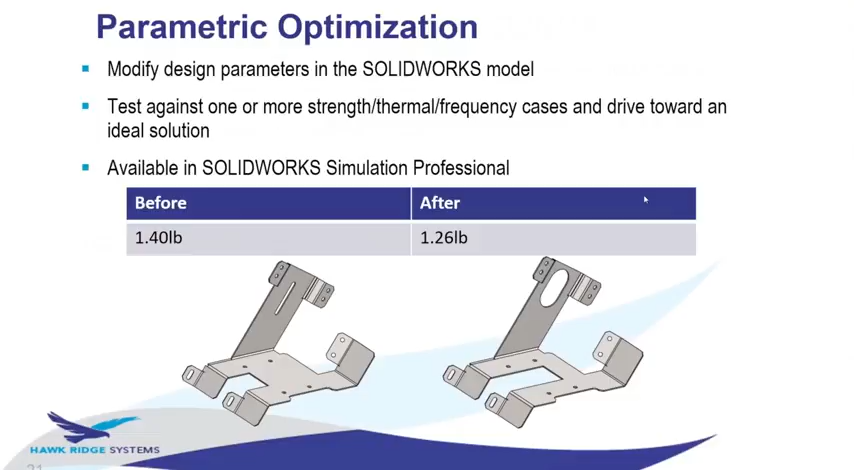 Parametric Optimization
Modify design parameters in the SOLIDWORKS model
Test against one or more strength/thermal/frequency cases and drive toward an
ideal solution
Available in SOLIDWORKS Simulation Professional
Before After
1.40lb 1.26lb
HAWK RIDGE SYSTEMS
21